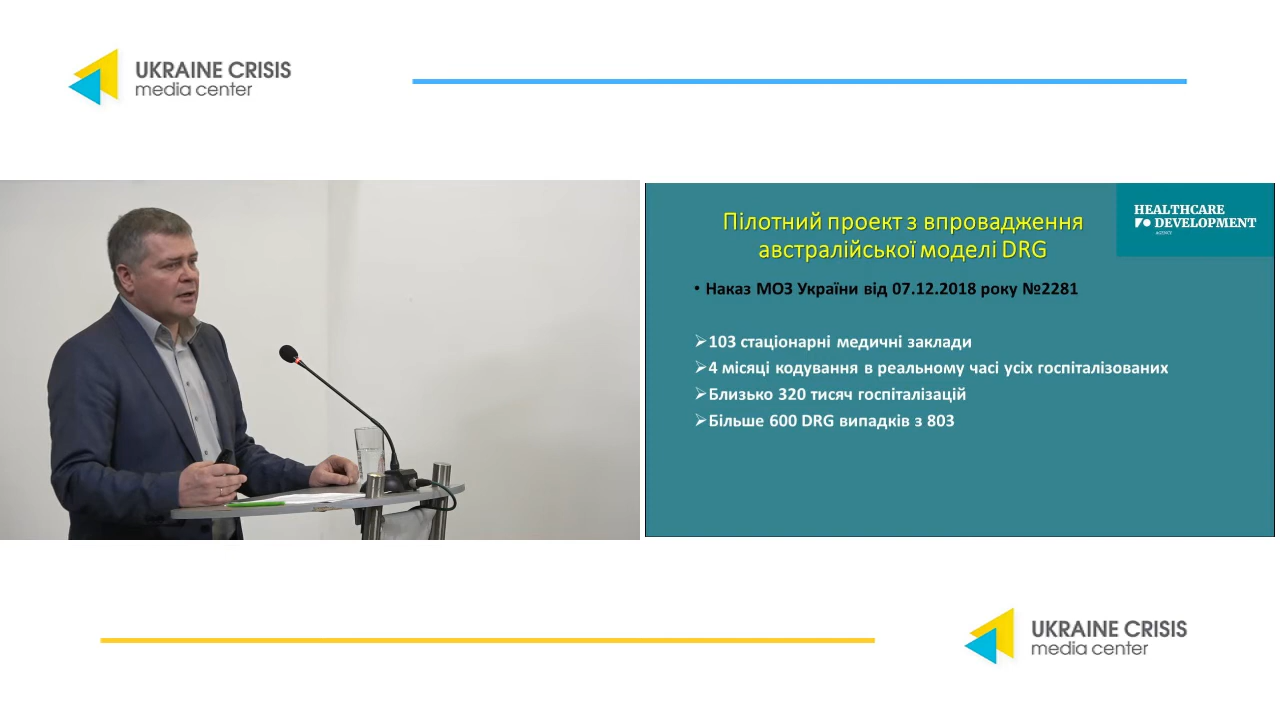 UKRAINE CRISIS
media center
HEALTHCARE
DEVELOPMENT
AGENCY
Пілотний проект з впровадження
австралійської моделі DRG
• Наказ МОЗ України від 07.12.2018 року №2281
➢103 стаціонарні медичні заклади
➢4 місяці кодування в реальному часі усіх госпіталізованих
➢Близько 320 тисяч госпіталізацій
➢Більше 600 DRG випадків з 803
UKRAINE CRISIS
media center